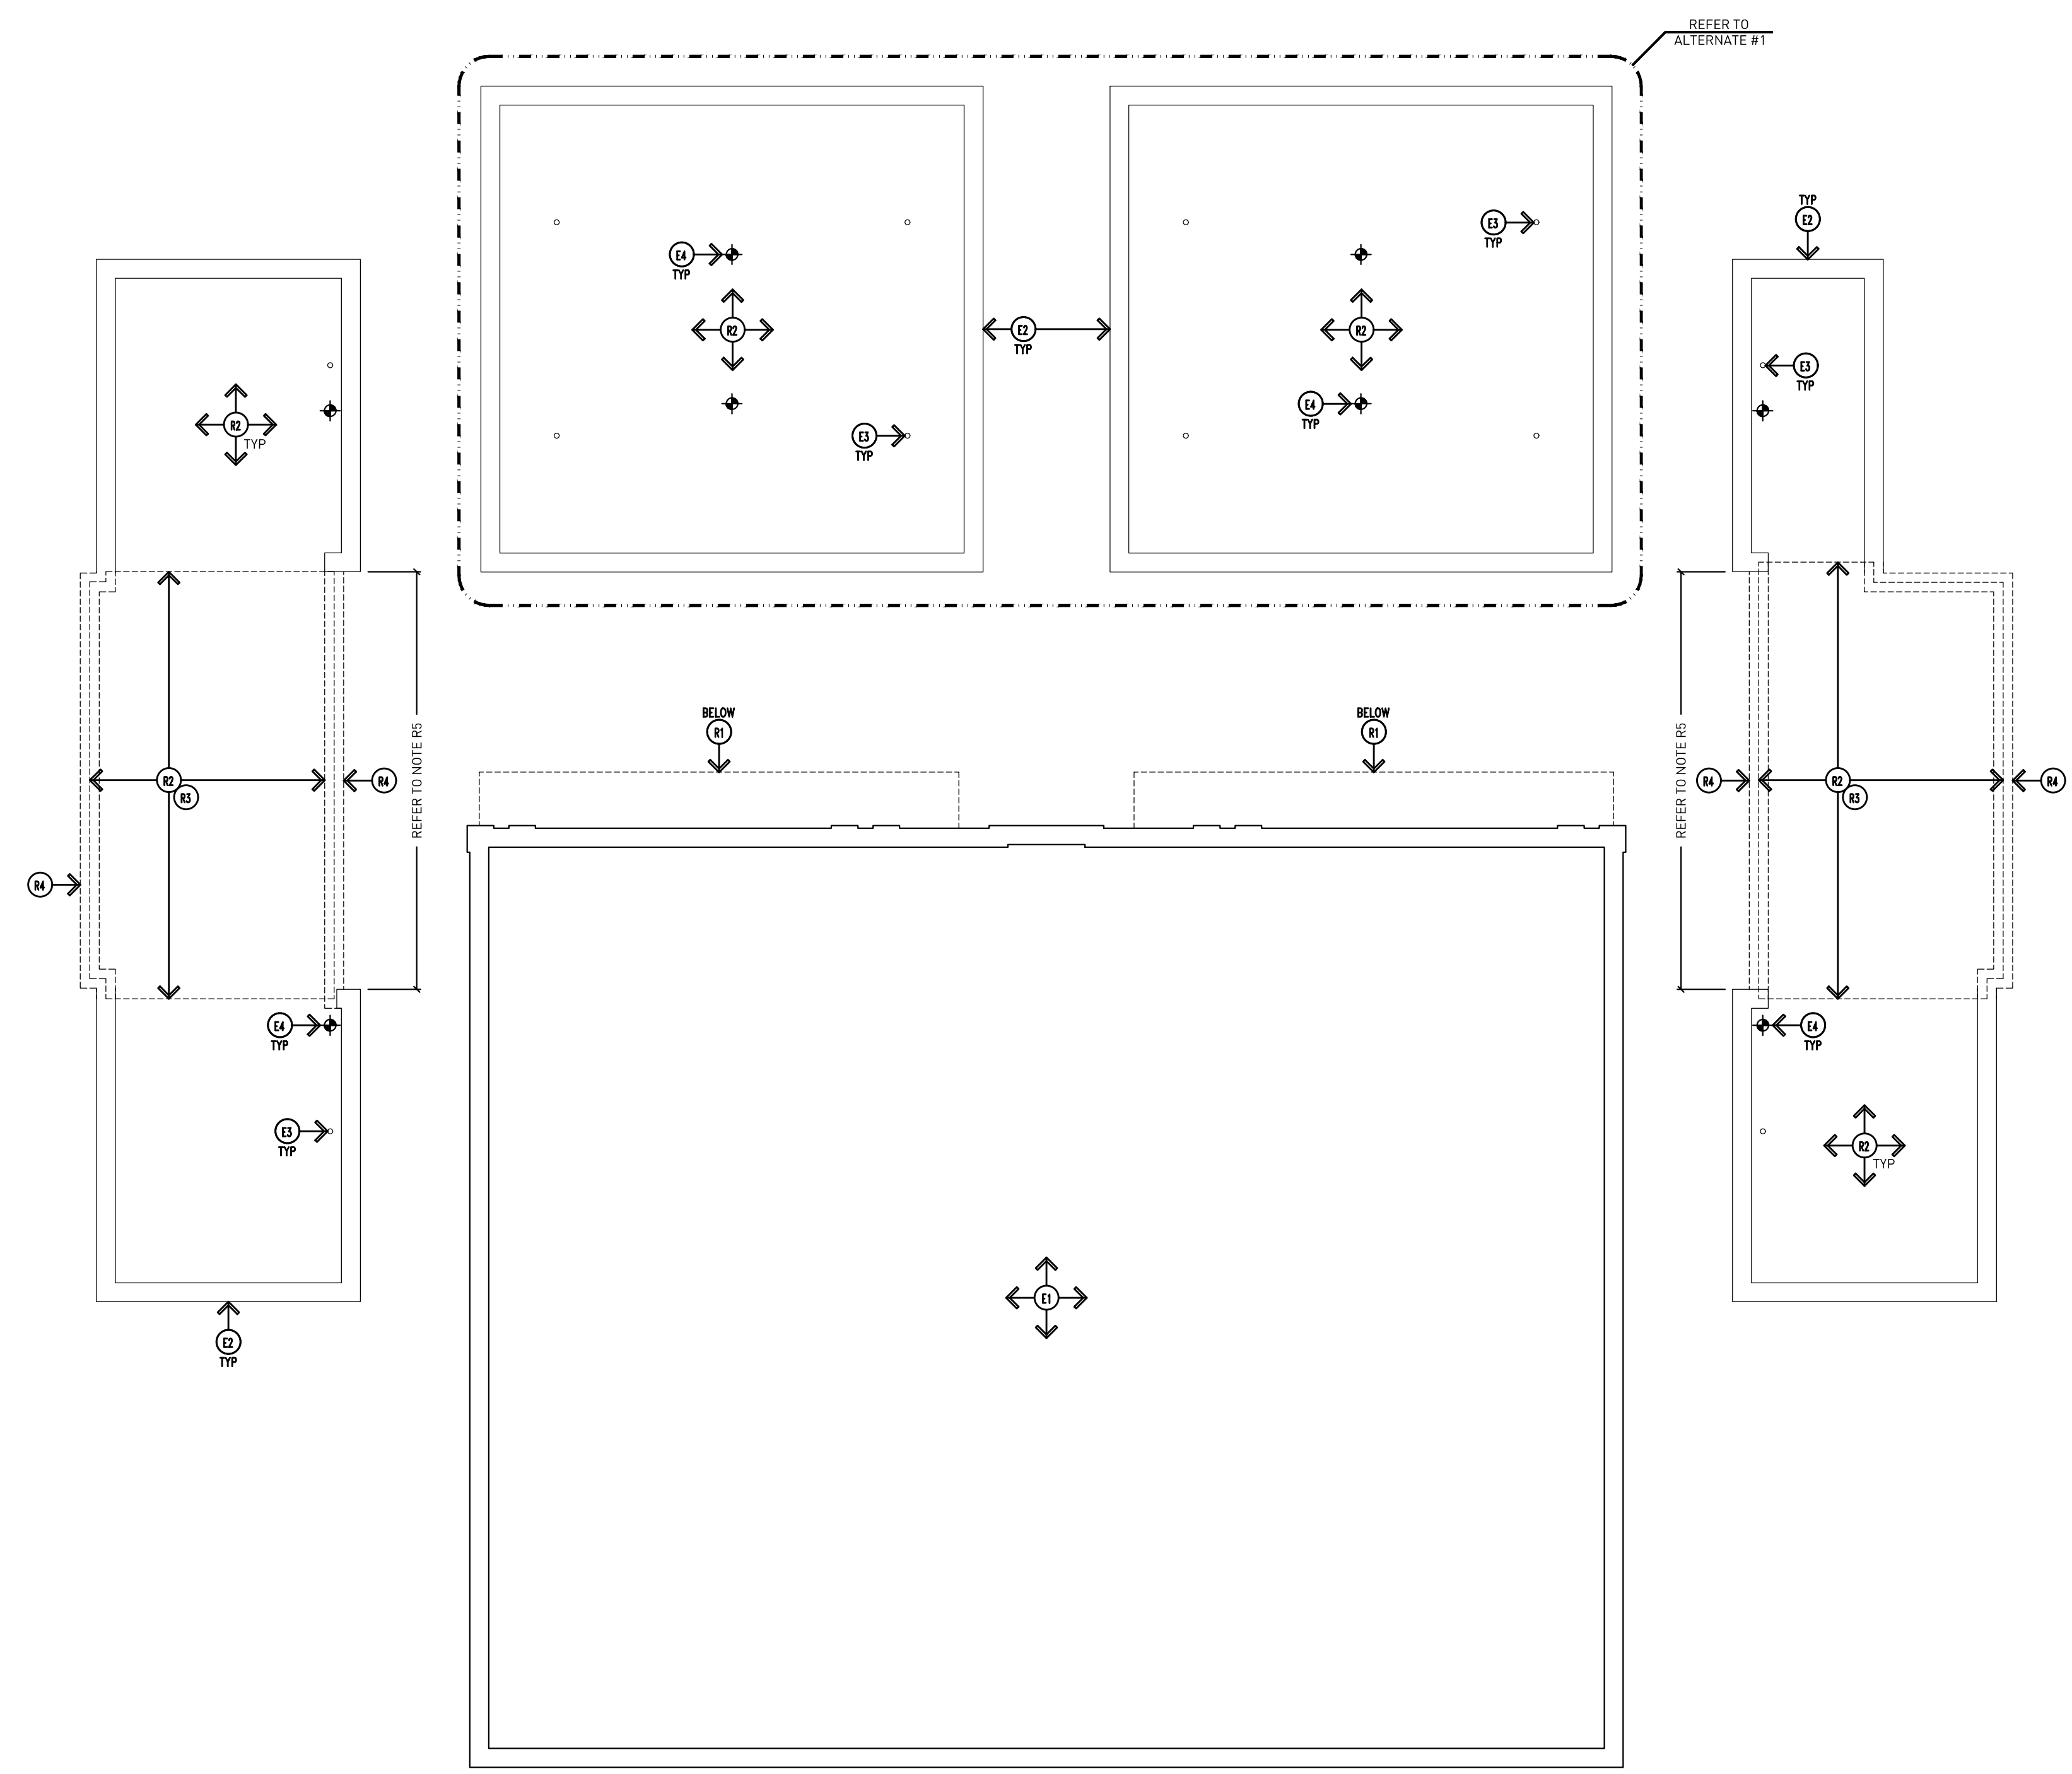 REFER TO
ALTERNATE #1
TYP
E2
E3
TYP
E4
TYP
R2
E2
TYP
R2
E3
TYP
R2
TYP
E4
TYP
E3
TYP
BELOW
R1
BELOW
R1
R2
R3
R4
REFER TO NOTE R5
REFER TO NOTE R5
R4
R2
R3
R4
R4
E4
TYP
E4
TYP
E3
TYP
R2
TYP
E1
E2
TYP